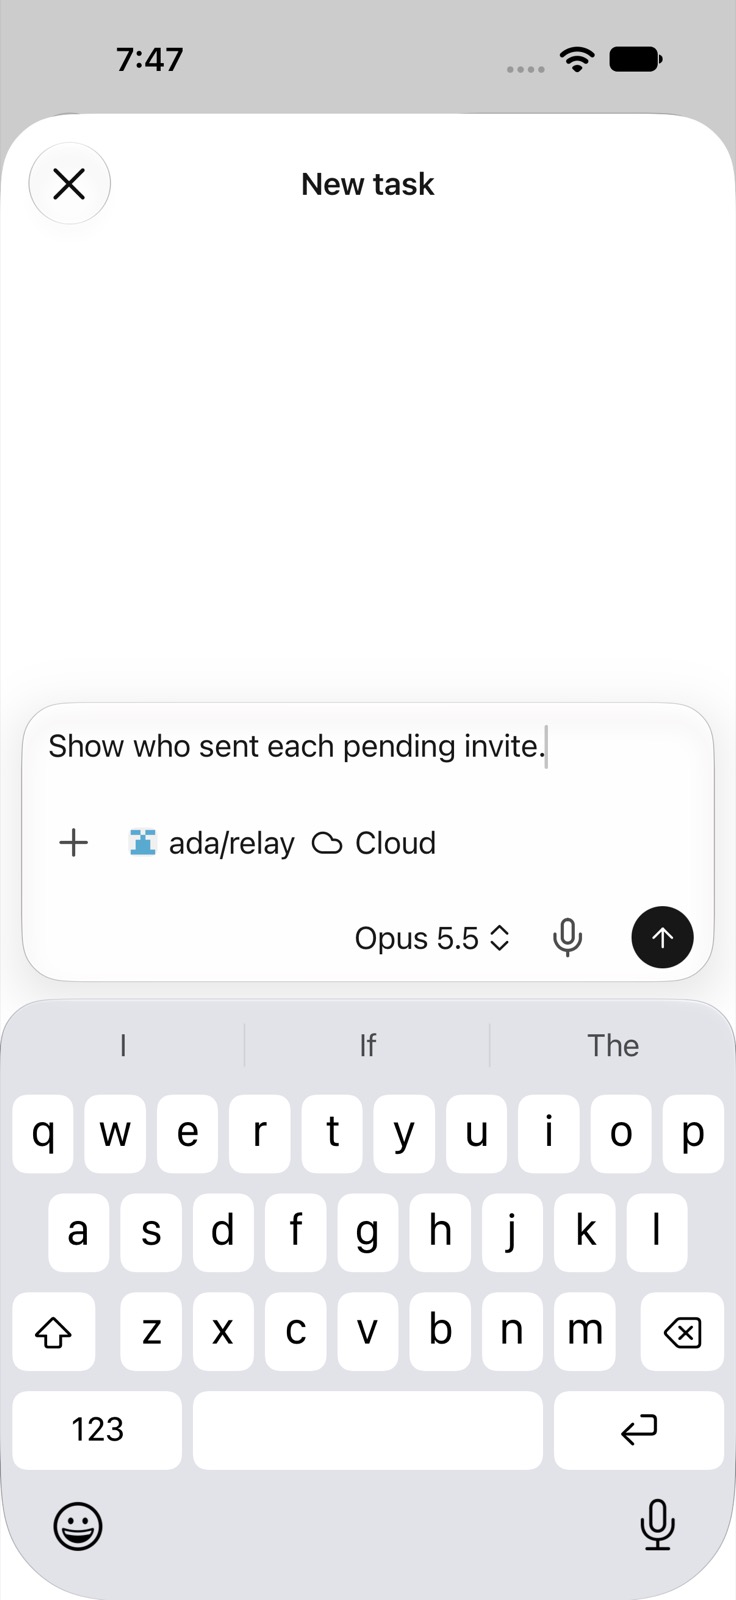 7:47
New task
Show who sent each pending invite.
ada/relay Cloud
Opus 5.5
I If The
q w e r t y u i o p
a s d f g h j k l
z x c v b n m
123